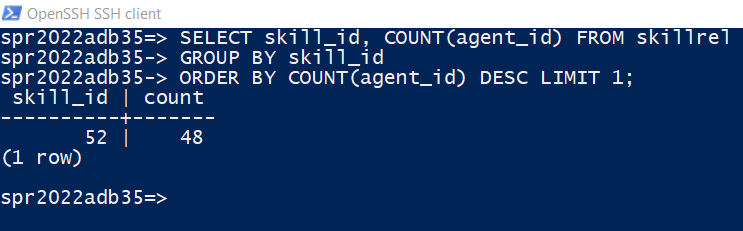 OpenSSH SSH client
spr2022adb35=> SELECT skill_id, COUNT(agent_id) FROM skillrel
spr2022adb35-> GROUP BY skill_id
spr2022adb35-> ORDER BY COUNT(agent_id) DESC LIMIT 1;
 skill_id | count
----------+-------
       52 |    48
(1 row)
spr2022adb35=>